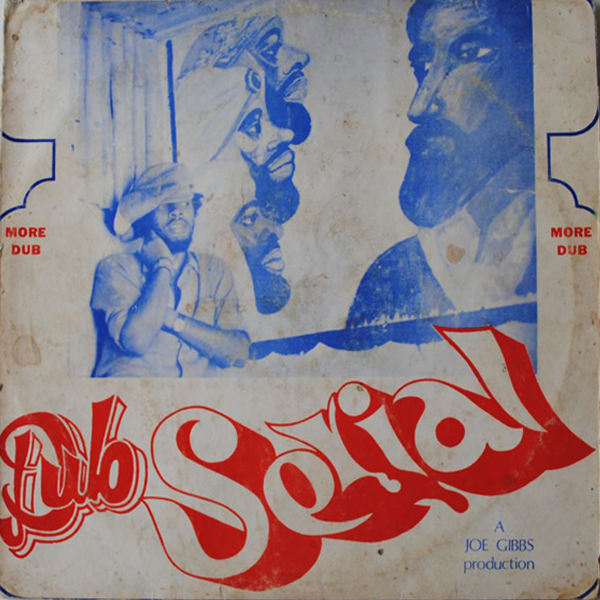 MORE
DUB
MORE
DUB
Dub Serial
A
JOE GIBBS
production